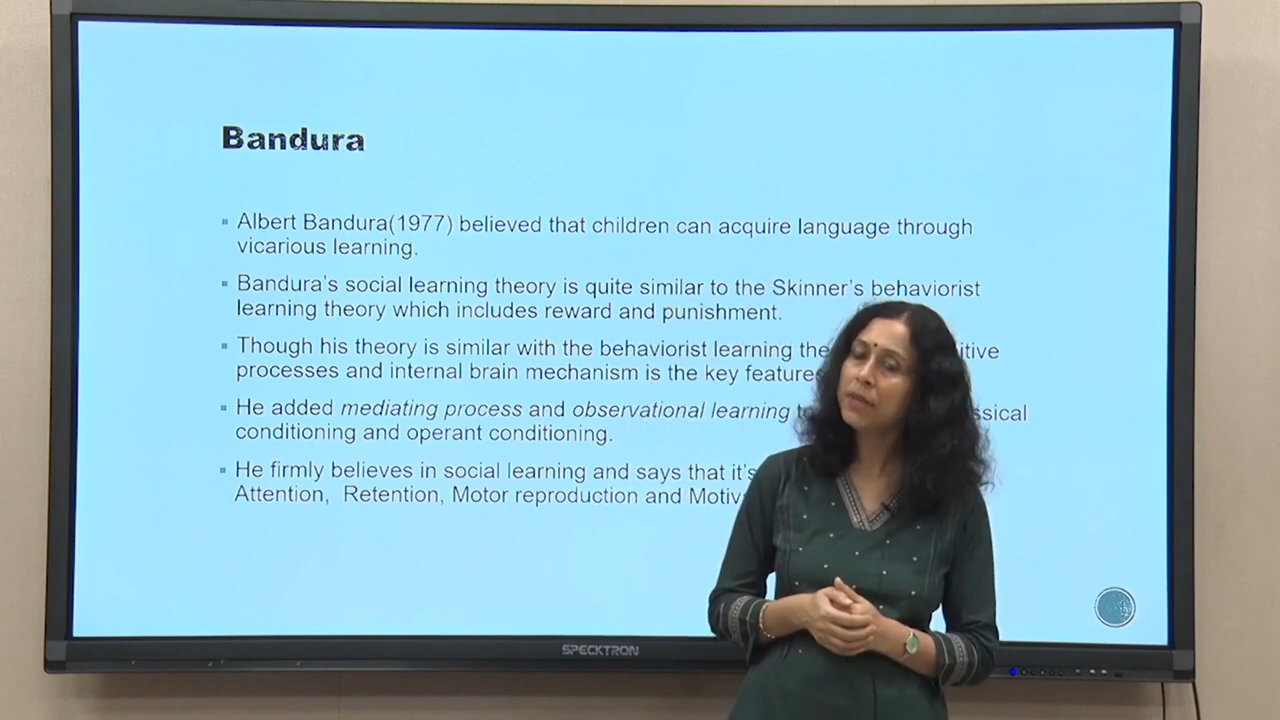 Bandura
Albert Bandura(1977) believed that children can acquire language through
vicarious learning.
Bandura's social learning theory is quite similar to the Skinner's behaviorist
learning theory which includes reward and punishment.
Though his theory is similar with the behaviorist learning
processes and internal brain mechanism is the key
He added mediating process and observational learning
conditioning and operant conditioning.
He firmly believes in social learning and says that it's
Attention, Retention, Motor reproduction and
SPECKTRON